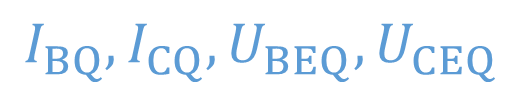 I_BQ, I_CQ, U_BEQ, U_CEQ